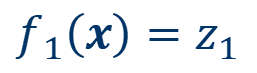 f₁(x) = z₁